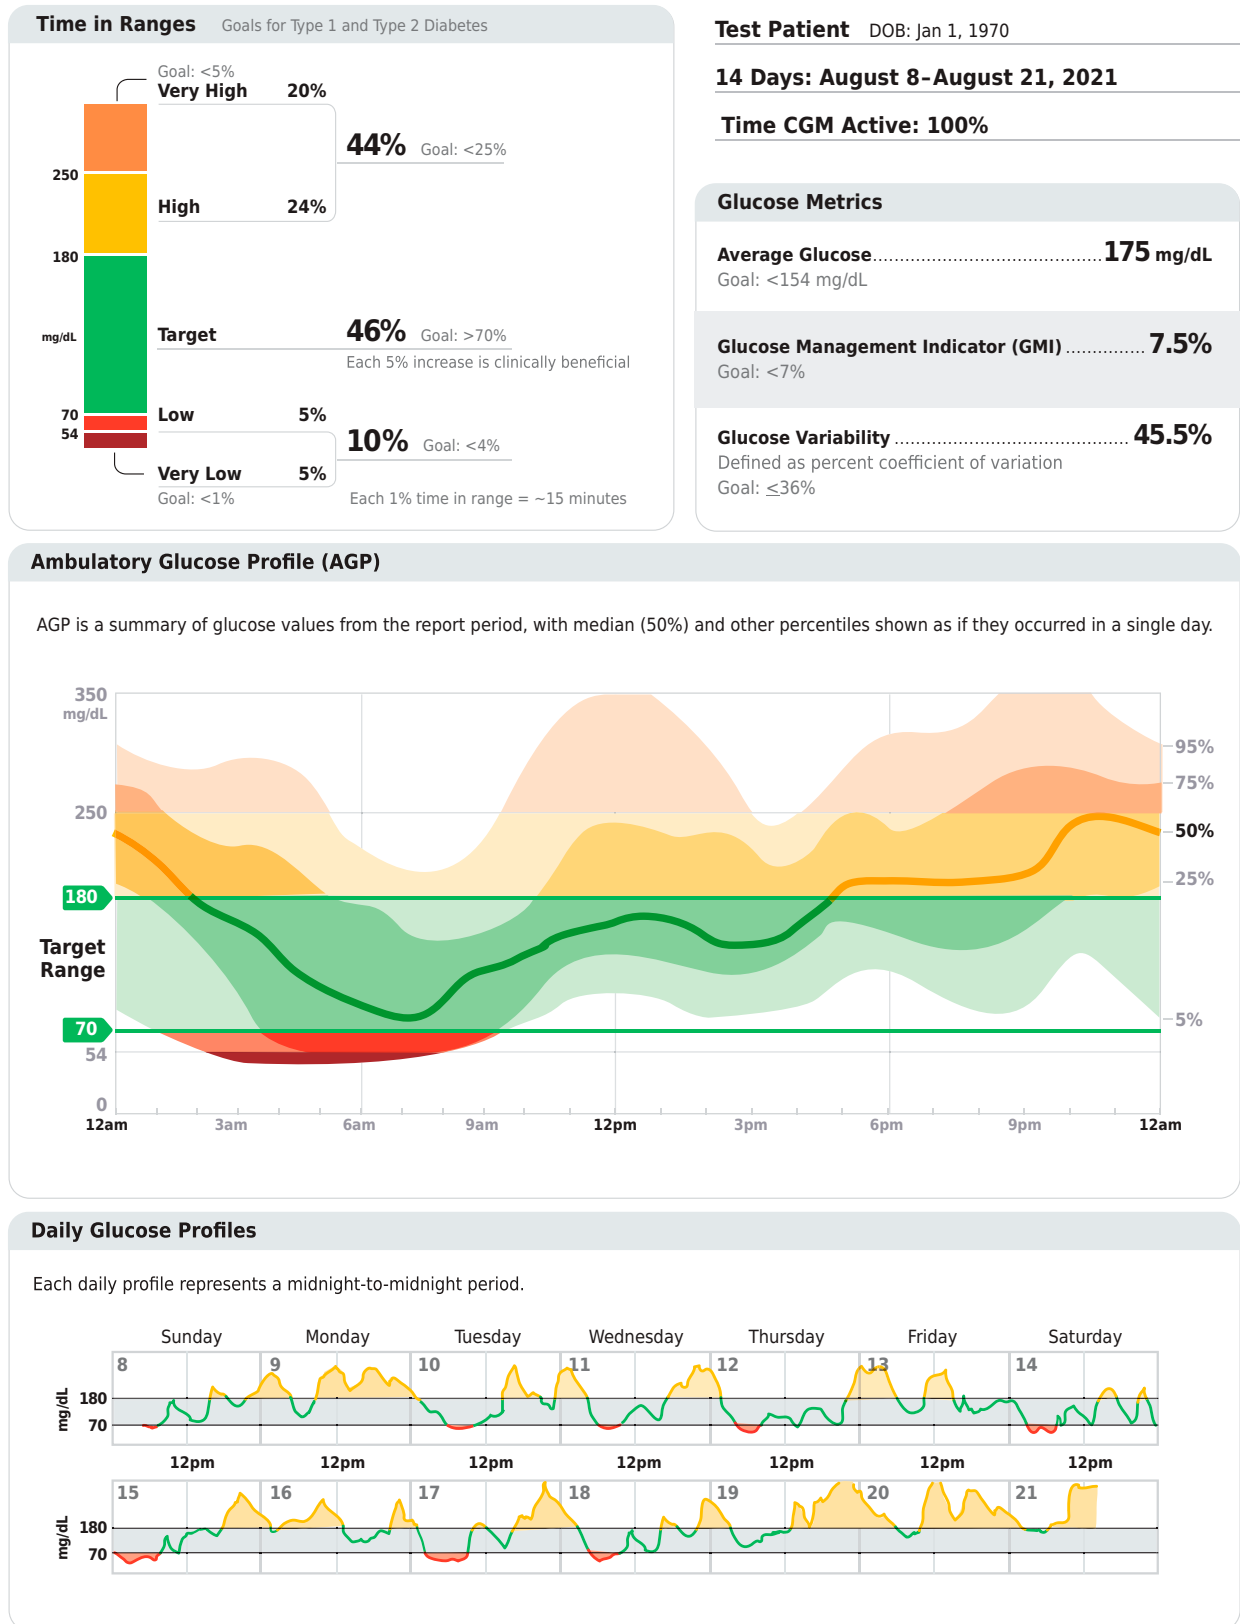 Time in Ranges Goals for Type 1 and Type 2 Diabetes
Goal: <5%
Very High 20%
44% Goal: <25%
250
High 24%
180
mg/dL
Target 46% Goal: >70%
Each 5% increase is clinically beneficial
70
Low 5%
54
10% Goal: <4%
Very Low 5%
Goal: <1%
Each 1% time in range = ~15 minutes
Test Patient DOB: Jan 1, 1970
14 Days: August 8–August 21, 2021
Time CGM Active: 100%
Glucose Metrics
Average Glucose..........................................175 mg/dL
Goal: <154 mg/dL
Glucose Management Indicator (GMI)...............7.5%
Goal: <7%
Glucose Variability............................................45.5%
Defined as percent coefficient of variation
Goal: ≤36%
Ambulatory Glucose Profile (AGP)
AGP is a summary of glucose values from the report period, with median (50%) and other percentiles shown as if they occurred in a single day.
350
mg/dL
95%
75%
250
50%
25%
180
Target
Range
70
5%
54
0
12am 3am 6am 9am 12pm 3pm 6pm 9pm 12am
Daily Glucose Profiles
Each daily profile represents a midnight-to-midnight period.
Sunday Monday Tuesday Wednesday Thursday Friday Saturday
8 9 10 11 12 13 14
mg/dL
180
70
12pm 12pm 12pm 12pm 12pm 12pm 12pm
15 16 17 18 19 20 21
mg/dL
180
70